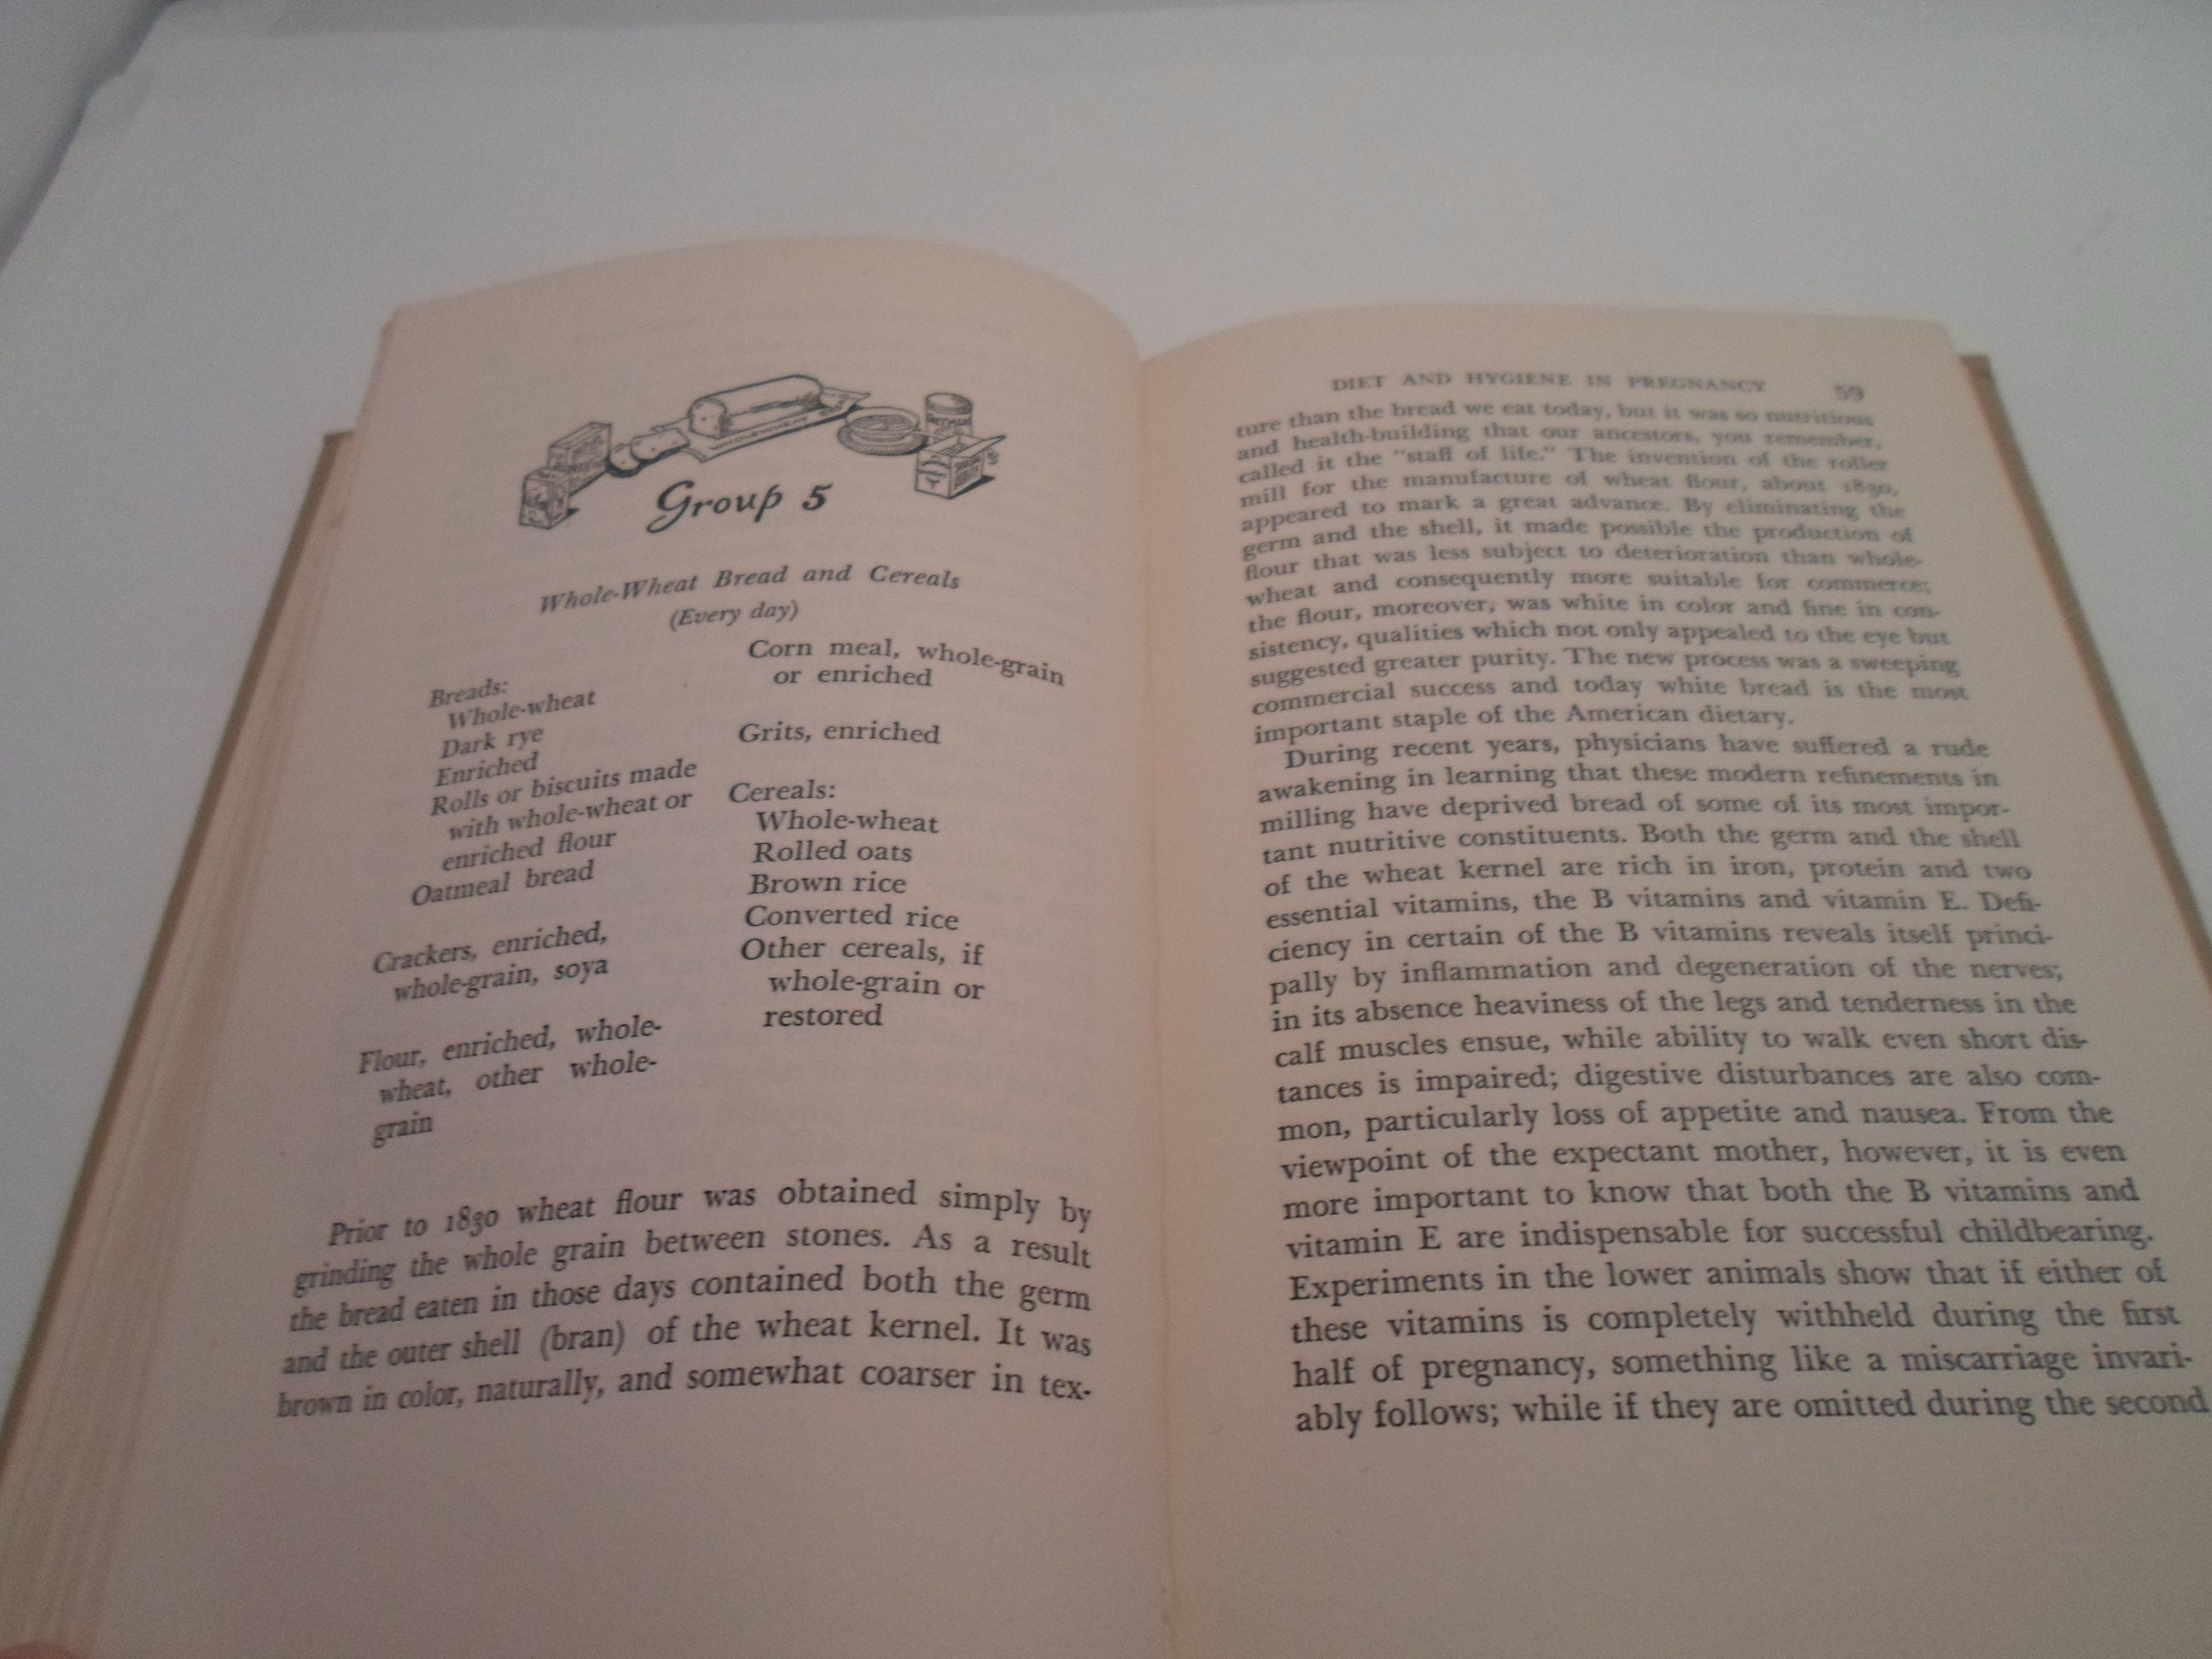 WHOLEWHEAT
Group 5
Whole-Wheat Bread and Cereals
(Every day)
Breads:
Whole-wheat
Dark rye
Enriched
Rolls or biscuits made
with whole-wheat or
enriched flour
Oatmeal bread
Crackers, enriched,
whole-grain, soya
Flour, enriched, whole-
wheat, other whole-
grain
Corn meal, whole-grain
or enriched
Grits, enriched
Cereals:
Whole-wheat
Rolled oats
Brown rice
Converted rice
Other cereals, if
whole-grain or
restored
Prior to 1830 wheat flour was obtained simply by
grinding the whole grain between stones. As a result
the bread eaten in those days contained both the germ
and the outer shell (bran) of the wheat kernel. It was
brown in color, naturally, and somewhat coarser in tex-
DIET AND HYGIENE IN PREGNANCY 59
ture than the bread we eat today, but it was so nutritious
and health-building that our ancestors, you remember,
called it the "staff of life." The invention of the roller
mill for the manufacture of wheat flour, about 1830,
appeared to mark a great advance. By eliminating the
germ and the shell, it made possible the production of
flour that was less subject to deterioration than whole-
wheat and consequently more suitable for commerce;
the flour, moreover, was white in color and fine in con-
sistency, qualities which not only appealed to the eye but
suggested greater purity. The new process was a sweeping
commercial success and today white bread is the most
important staple of the American dietary.
During recent years, physicians have suffered a rude
awakening in learning that these modern refinements in
milling have deprived bread of some of its most impor-
tant nutritive constituents. Both the germ and the shell
of the wheat kernel are rich in iron, protein and two
essential vitamins, the B vitamins and vitamin E. Defi-
ciency in certain of the B vitamins reveals itself princi-
pally by inflammation and degeneration of the nerves;
in its absence heaviness of the legs and tenderness in the
calf muscles ensue, while ability to walk even short dis-
tances is impaired; digestive disturbances are also com-
mon, particularly loss of appetite and nausea. From the
viewpoint of the expectant mother, however, it is even
more important to know that both the B vitamins and
vitamin E are indispensable for successful childbearing.
Experiments in the lower animals show that if either of
these vitamins is completely withheld during the first
half of pregnancy, something like a miscarriage invari-
ably follows; while if they are omitted during the second